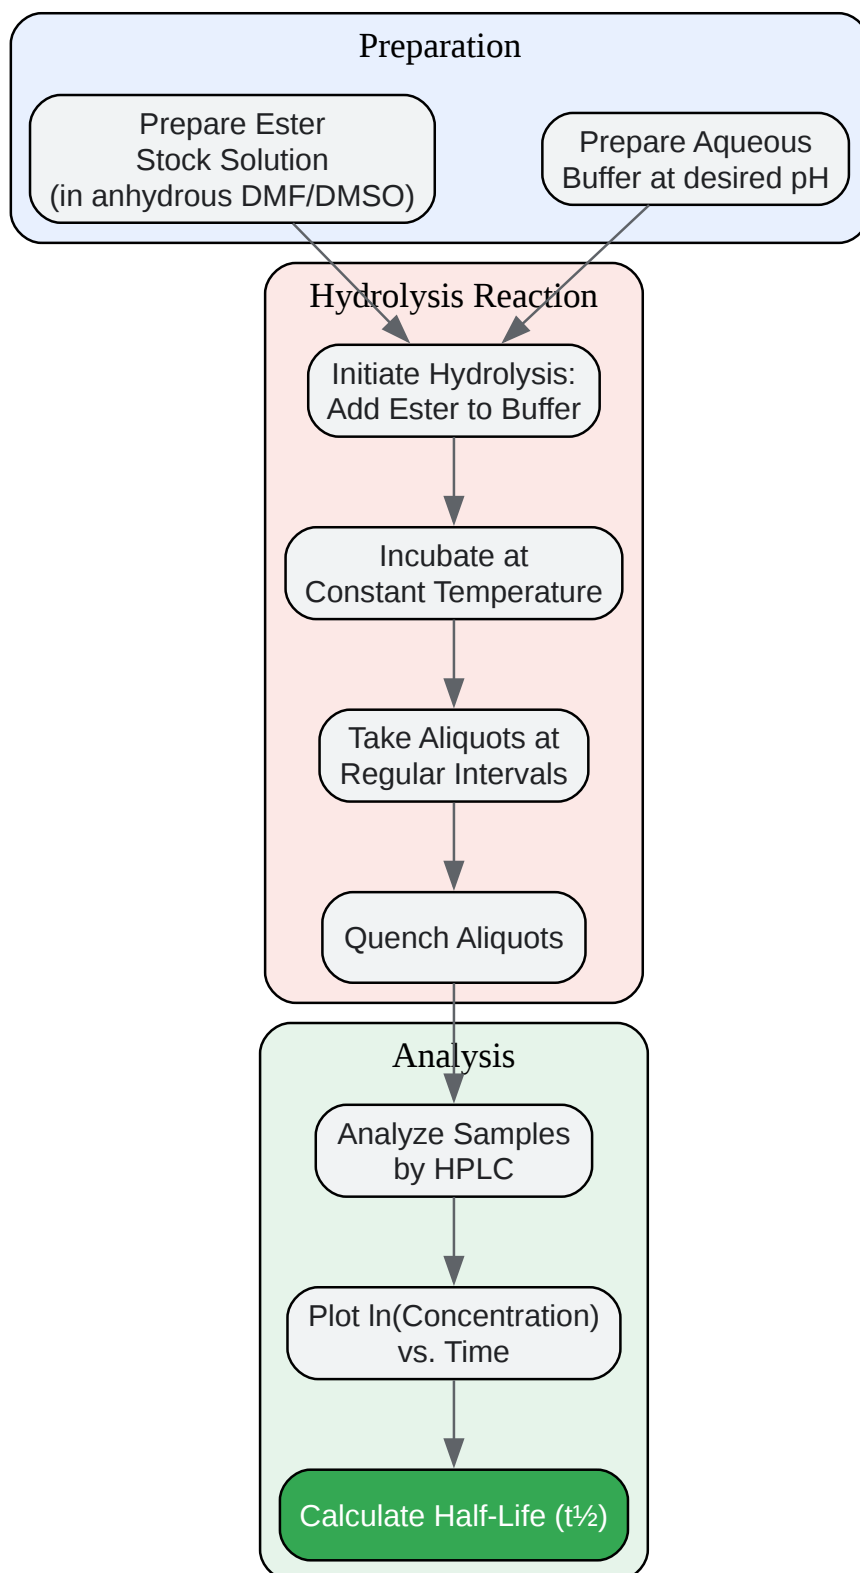 Preparation
Prepare Ester
Stock Solution
(in anhydrous DMF/DMSO)
Prepare Aqueous
Buffer at desired pH
Hydrolysis Reaction
Initiate Hydrolysis:
Add Ester to Buffer
Incubate at
Constant Temperature
Take Aliquots at
Regular Intervals
Quench Aliquots
Analysis
Analyze Samples
by HPLC
Plot ln(Concentration)
vs. Time
Calculate Half-Life (t½)